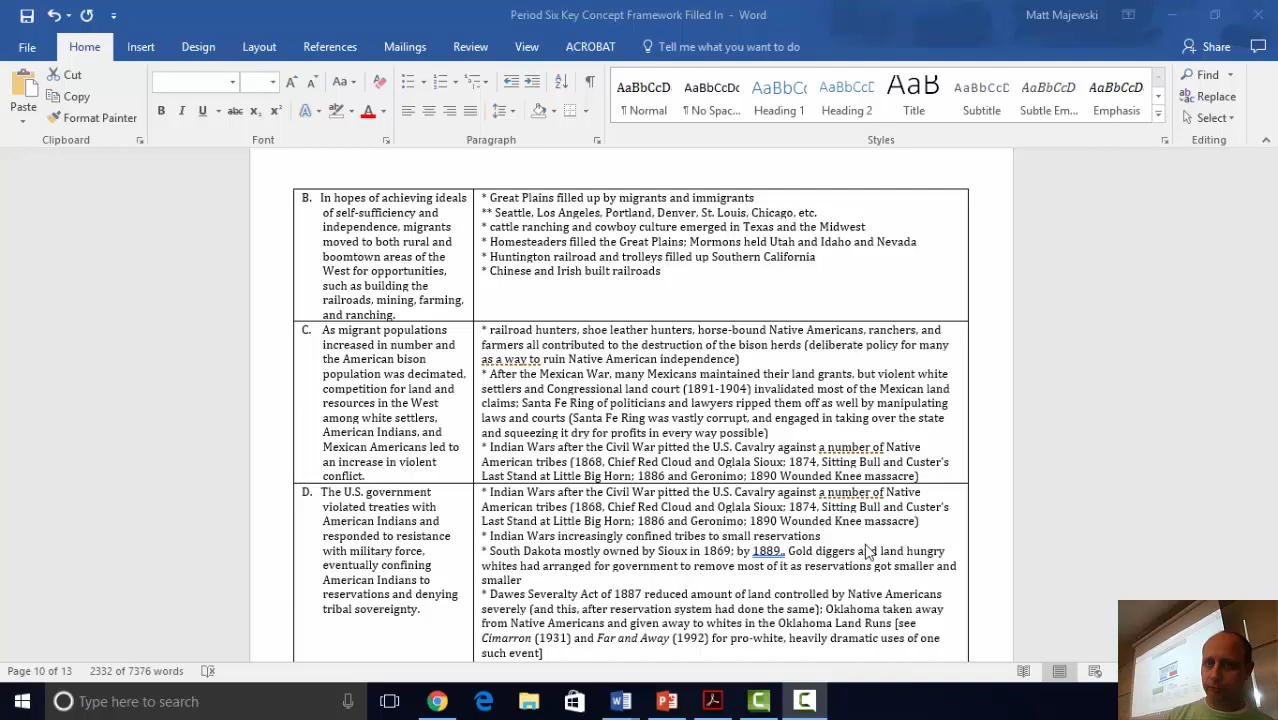 Period Six Key Concept Framework Filled In - Word
Matt Majewski
File Home Insert Design Layout References Mailings Review View ACROBAT Tell me what you want to do Share
Cut
Copy
Format Painter
Paste
Clipboard
Aa
B I U abc x₂ x² A A
Font
Paragraph
AaBbCcD AaBbCcDc AaBbCc AaBbCcD AaB AaBbCcD AaBbCcD AaBbCcD
¶ Normal ¶ No Spac... Heading 1 Heading 2 Title Subtitle Subtle Em... Emphasis
Styles
Find
Replace
Select
Editing
B. In hopes of achieving ideals
of self-sufficiency and
independence, migrants
moved to both rural and
boomtown areas of the
West for opportunities,
such as building the
railroads, mining, farming,
and ranching.
* Great Plains filled up by migrants and immigrants
** Seattle, Los Angeles, Portland, Denver, St. Louis, Chicago, etc.
* cattle ranching and cowboy culture emerged in Texas and the Midwest
* Homesteaders filled the Great Plains; Mormons held Utah and Idaho and Nevada
* Huntington railroad and trolleys filled up Southern California
* Chinese and Irish built railroads
C. As migrant populations
increased in number and
the American bison
population was decimated,
competition for land and
resources in the West
among white settlers,
American Indians, and
Mexican Americans led to
an increase in violent
conflict.
* railroad hunters, shoe leather hunters, horse-bound Native Americans, ranchers, and
farmers all contributed to the destruction of the bison herds (deliberate policy for many
as a way to ruin Native American independence)
* After the Mexican War, many Mexicans maintained their land grants, but violent white
settlers and Congressional land court (1891-1904) invalidated most of the Mexican land
claims; Santa Fe Ring of politicians and lawyers ripped them off as well by manipulating
laws and courts (Santa Fe Ring was vastly corrupt, and engaged in taking over the state
and squeezing it dry for profits in every way possible)
* Indian Wars after the Civil War pitted the U.S. Cavalry against a number of Native
American tribes (1868, Chief Red Cloud and Oglala Sioux; 1874, Sitting Bull and Custer's
Last Stand at Little Big Horn; 1886 and Geronimo; 1890 Wounded Knee massacre)
D. The U.S. government
violated treaties with
American Indians and
responded to resistance
with military force,
eventually confining
American Indians to
reservations and denying
tribal sovereignty.
* Indian Wars after the Civil War pitted the U.S. Cavalry against a number of Native
American tribes (1868, Chief Red Cloud and Oglala Sioux; 1874, Sitting Bull and Custer's
Last Stand at Little Big Horn; 1886 and Geronimo; 1890 Wounded Knee massacre)
* Indian Wars increasingly confined tribes to small reservations
* South Dakota mostly owned by Sioux in 1869; by 1889.. Gold diggers and land hungry
whites had arranged for government to remove most of it as reservations got smaller and
smaller
* Dawes Severalty Act of 1887 reduced amount of land controlled by Native Americans
severely (and this, after reservation system had done the same); Oklahoma taken away
from Native Americans and given away to whites in the Oklahoma Land Runs [see
Cimarron (1931) and Far and Away (1992) for pro-white, heavily dramatic uses of one
such event]
Page 10 of 13 2332 of 7376 words
Type here to search